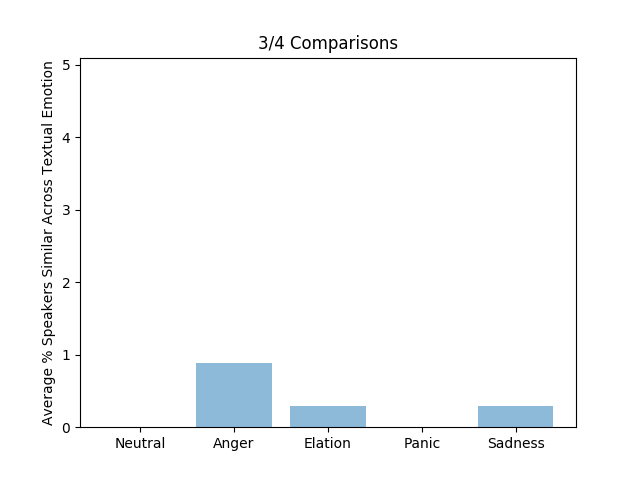 3/4 Comparisons
Average % Speakers Similar Across Textual Emotion
5
4
3
2
1
0
Neutral Anger Elation Panic Sadness